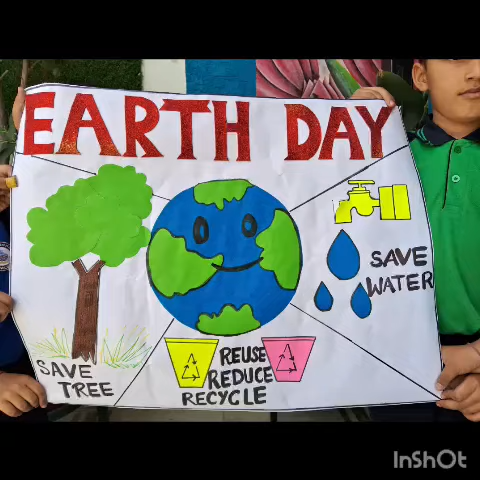 EARTH DAY
SAVE
WATER
SAVE
TREE
REUSE
REDUCE
RECYCLE
InShOt